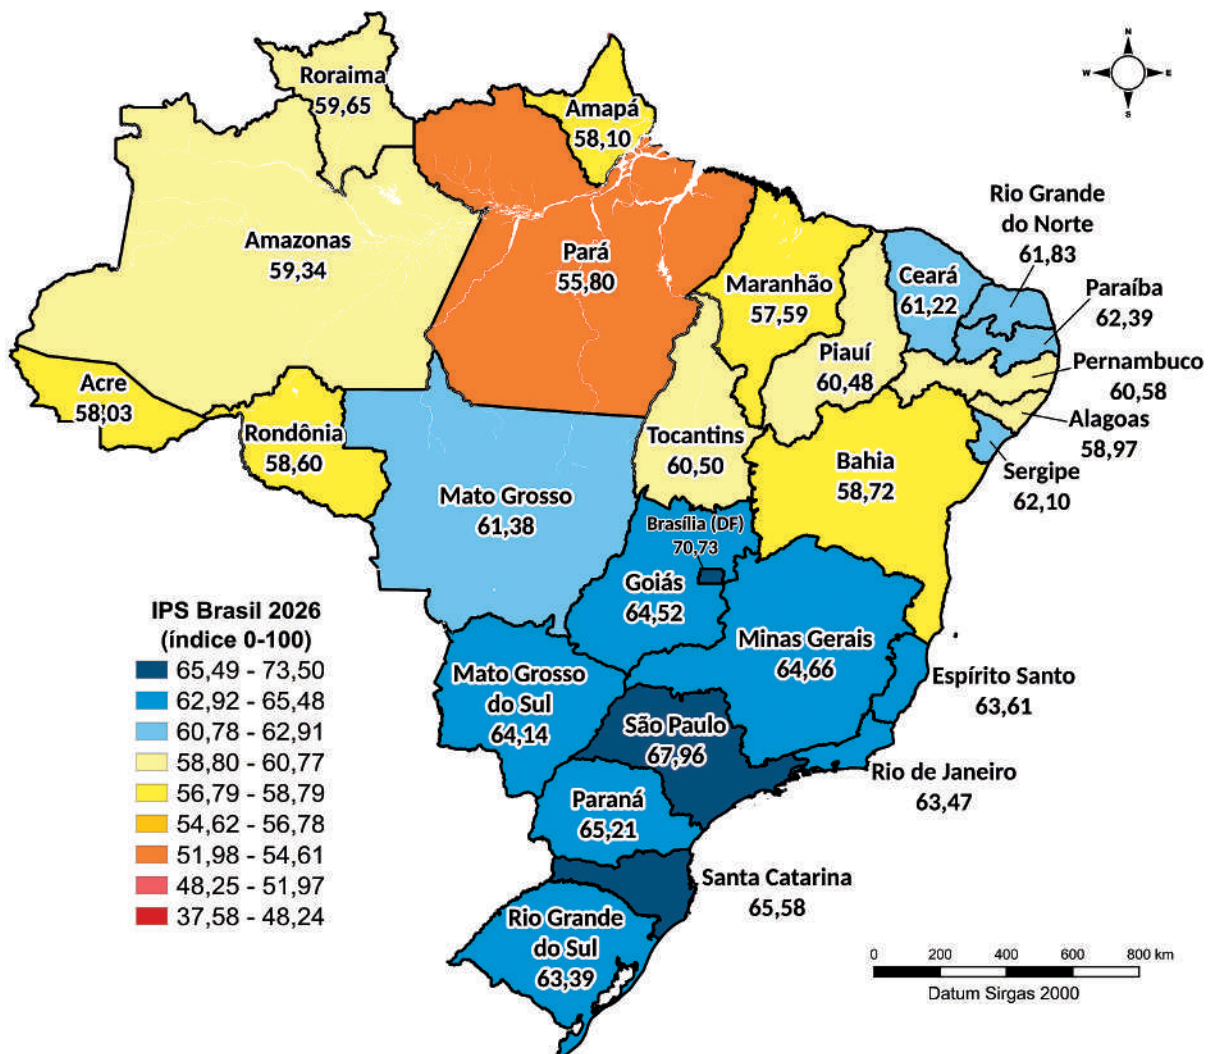 N
W E
S
Roraima
59,65
Amapá
58,10
Amazonas
59,34
Pará
55,80
Maranhão
57,59
Ceará
61,22
Rio Grande
do Norte
61,83
Paraíba
62,39
Piauí
60,48
Pernambuco
60,58
Alagoas
58,97
Sergipe
62,10
Acre
58,03
Rondônia
58,60
Tocantins
60,50
Bahia
58,72
Mato Grosso
61,38
Brasília (DF)
70,73
Goiás
64,52
Minas Gerais
64,66
Espírito Santo
63,61
Mato Grosso
do Sul
64,14
São Paulo
67,96
Rio de Janeiro
63,47
Paraná
65,21
Santa Catarina
65,58
Rio Grande
do Sul
63,39
IPS Brasil 2026
(índice 0-100)
65,49 - 73,50
62,92 - 65,48
60,78 - 62,91
58,80 - 60,77
56,79 - 58,79
54,62 - 56,78
51,98 - 54,61
48,25 - 51,97
37,58 - 48,24
0 200 400 600 800 km
Datum Sirgas 2000